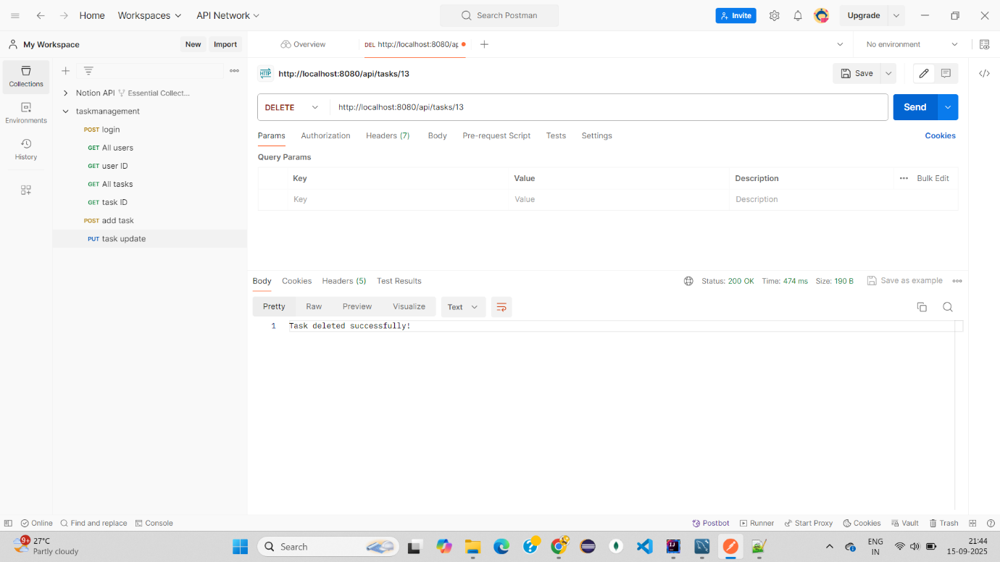 Home Workspaces API Network Search Postman Invite Upgrade
My Workspace New Import Overview DEL http://localhost:8080/ap No environment
http://localhost:8080/api/tasks/13 Save
Collections
Environments
History
Notion API Essential Collect...
taskmanagement
POST login
GET All users
GET user ID
GET All tasks
GET task ID
POST add task
PUT task update
DELETE http://localhost:8080/api/tasks/13 Send
Params Authorization Headers (7) Body Pre-request Script Tests Settings Cookies
Query Params
Key Value Description Bulk Edit
Key Value Description
Body Cookies Headers (5) Test Results Status: 200 OK Time: 474 ms Size: 190 B Save as example
Pretty Raw Preview Visualize Text
1 Task deleted successfully!
Online Find and replace Console Postbot Runner Start Proxy Cookies Vault Trash
9+ 27°C
Partly cloudy
Search
ENG
IN
21:44
15-09-2025